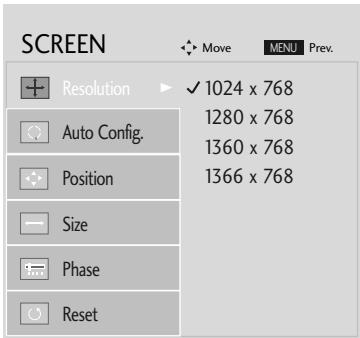 SCREEN
Move
MENU Prev.
Resolution
Auto Config.
Position
Size
Phase
Reset
✓ 1024 x 768
1280 x 768
1360 x 768
1366 x 768